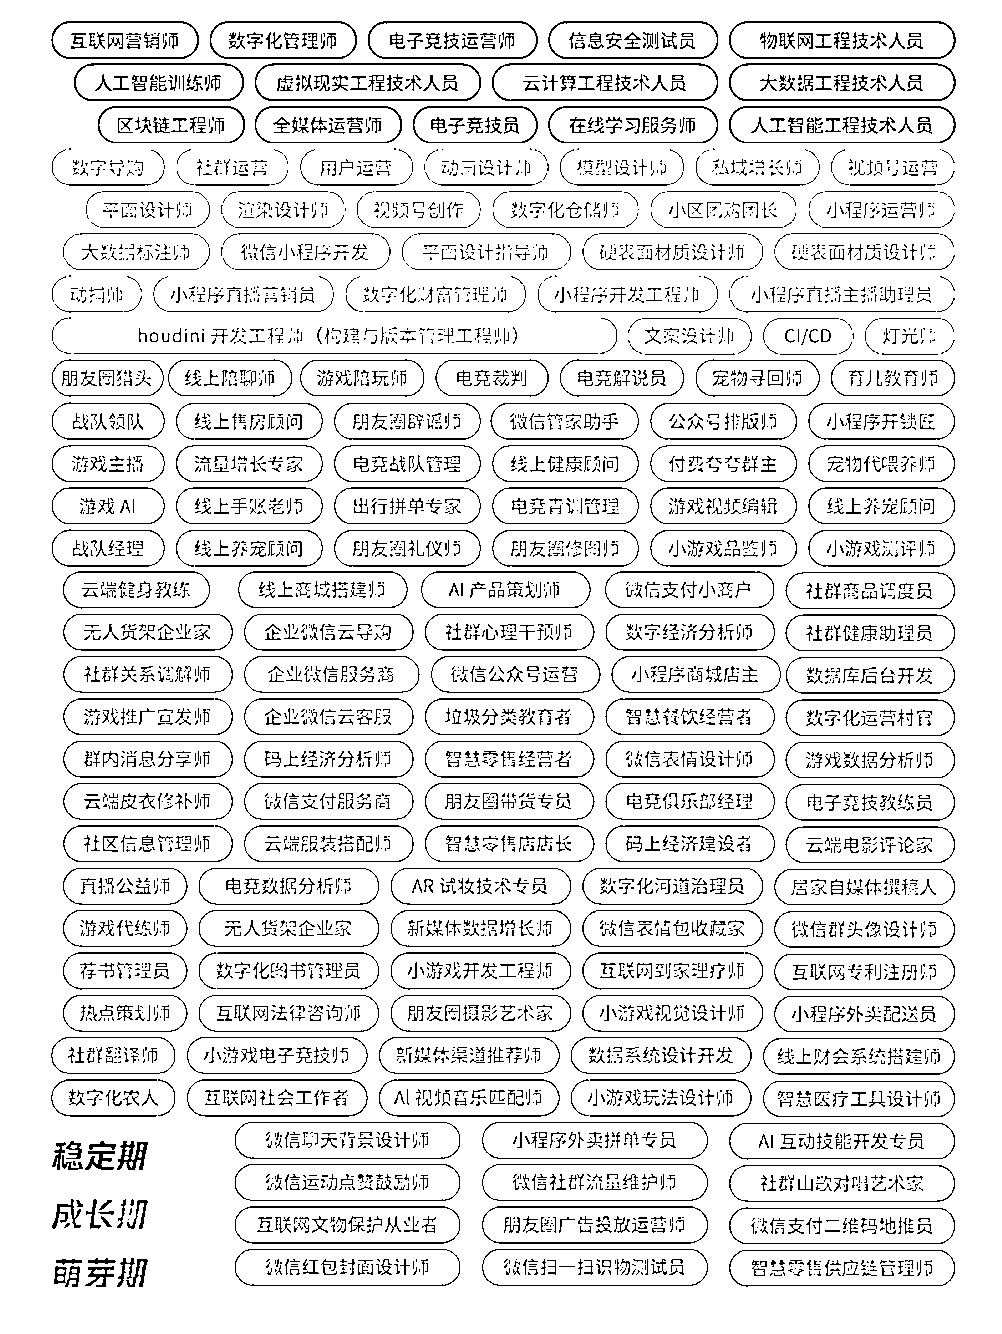 互联网营销师 数字化管理师 电子竞技运营师 信息安全测试员 物联网工程技术人员
人工智能训练师 虚拟现实工程技术人员 云计算工程技术人员 大数据工程技术人员
区块链工程师 全媒体运营师 电子竞技员 在线学习服务师 人工智能工程技术人员
数字导购 社群运营 用户运营 动画设计师 模型设计师 私域增长师 视频号运营
平面设计师 渲染设计师 视频号创作 数字化仓储师 小区团购团长 小程序运营师
大数据标注师 微信小程序开发 平面设计指导师 硬表面材质设计师 硬表面材质设计师
动捕师 小程序直播营销员 数字化财富管理师 小程序开发工程师 小程序直播主播助理员
houdini 开发工程师（构建与版本管理工程师） 文案设计师 CI/CD 灯光师
朋友圈猎头 线上陪聊师 游戏陪玩师 电竞裁判 电竞解说员 宠物寻回师 育儿教育师
战队领队 线上售房顾问 朋友圈辟谣师 微信管家助手 公众号排版师 小程序开锁匠
游戏主播 流量增长专家 电竞战队管理 线上健康顾问 付费夸夸群主 宠物代喂养师
游戏 AI 线上手账老师 出行拼单专家 电竞青训管理 游戏视频编辑 线上养宠顾问
战队经理 线上养宠顾问 朋友圈礼仪师 朋友圈修图师 小游戏品鉴师 小游戏测评师
云端健身教练 线上商城搭建师 AI 产品策划师 微信支付小商户 社群商品调度员
无人货架企业家 企业微信云导购 社群心理干预师 数字经济分析师 社群健康助理员
社群关系调解师 企业微信服务商 微信公众号运营 小程序商城店主 数据库后台开发
游戏推广宣发师 企业微信云客服 垃圾分类教育者 智慧餐饮经营者 数字化运营村官
群内消息分享师 码上经济分析师 智慧零售经营者 微信表情设计师 游戏数据分析师
云端皮衣修补师 微信支付服务商 朋友圈带货专员 电竞俱乐部经理 电子竞技教练员
社区信息管理师 云端服装搭配师 智慧零售店店长 码上经济建设者 云端电影评论家
直播公益师 电竞数据分析师 AR 试妆技术专员 数字化河道治理员 居家自媒体撰稿人
游戏代练师 无人货架企业家 新媒体数据增长师 微信表情包收藏家 微信群头像设计师
荐书管理员 数字化图书管理员 小游戏开发工程师 互联网到家理疗师 互联网专利注册师
热点策划师 互联网法律咨询师 朋友圈摄影艺术家 小游戏视觉设计师 小程序外卖配送员
社群翻译师 小游戏电子竞技师 新媒体渠道推荐师 数据系统设计开发 线上财会系统搭建师
数字化农人 互联网社会工作者 AI 视频音乐匹配师 小游戏玩法设计师 智慧医疗工具设计师
微信聊天背景设计师 小程序外卖拼单专员 AI 互动技能开发专员
稳定期
微信运动点赞鼓励师 微信社群流量维护师 社群山歌对唱艺术家
成长期
互联网文物保护从业者 朋友圈广告投放运营师 微信支付二维码地推员
萌芽期
微信红包封面设计师 微信扫一扫识物测试员 智慧零售供应链管理师